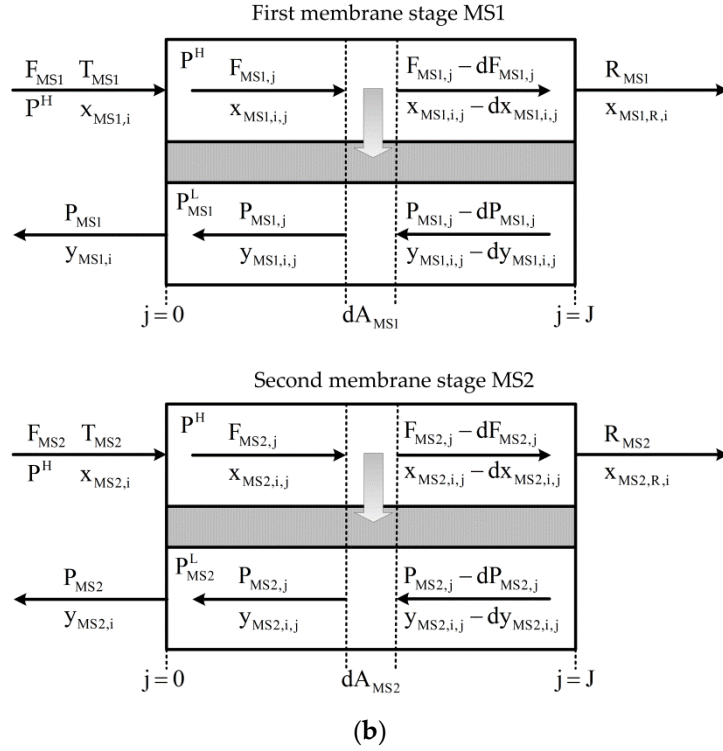 First membrane stage MS1
F_MS1 T_MS1
P^H x_MS1,i
P^H
F_MS1,j
x_MS1,i,j
F_MS1,j − dF_MS1,j
x_MS1,i,j − dx_MS1,i,j
R_MS1
x_MS1,R,i
P_MS1
y_MS1,i
P^L_MS1
P_MS1,j
y_MS1,i,j
P_MS1,j − dP_MS1,j
y_MS1,i,j − dy_MS1,i,j
j = 0
dA_MS1
j = J
Second membrane stage MS2
F_MS2 T_MS2
P^H x_MS2,i
P^H
F_MS2,j
x_MS2,i,j
F_MS2,j − dF_MS2,j
x_MS2,i,j − dx_MS2,i,j
R_MS2
x_MS2,R,i
P_MS2
y_MS2,i
P^L_MS2
P_MS2,j
y_MS2,i,j
P_MS2,j − dP_MS2,j
y_MS2,i,j − dy_MS2,i,j
j = 0
dA_MS2
j = J
(b)